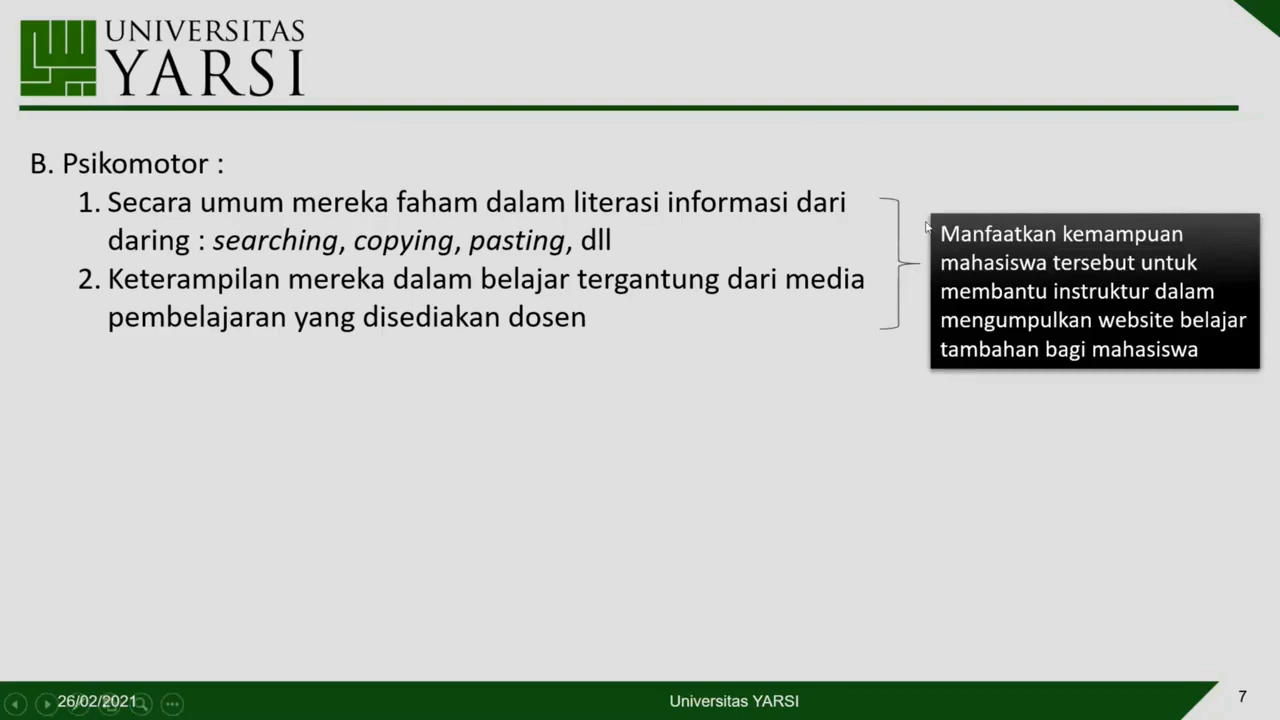 UNIVERSITAS
YARSI
B. Psikomotor :
1. Secara umum mereka faham dalam literasi informasi dari
daring : searching, copying, pasting, dll
2. Keterampilan mereka dalam belajar tergantung dari media
pembelajaran yang disediakan dosen
Manfaatkan kemampuan
mahasiswa tersebut untuk
membantu instruktur dalam
mengumpulkan website belajar
tambahan bagi mahasiswa
26/02/2021
Universitas YARSI
7